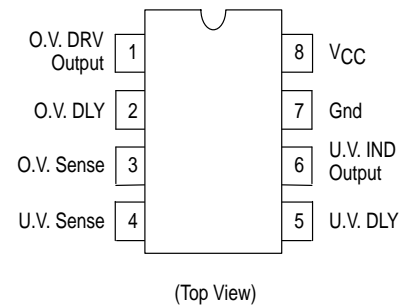 O.V. DRV
Output
1
8
VCC
O.V. DLY
2
7
Gnd
O.V. Sense
3
6
U.V. IND
Output
U.V. Sense
4
5
U.V. DLY
(Top View)